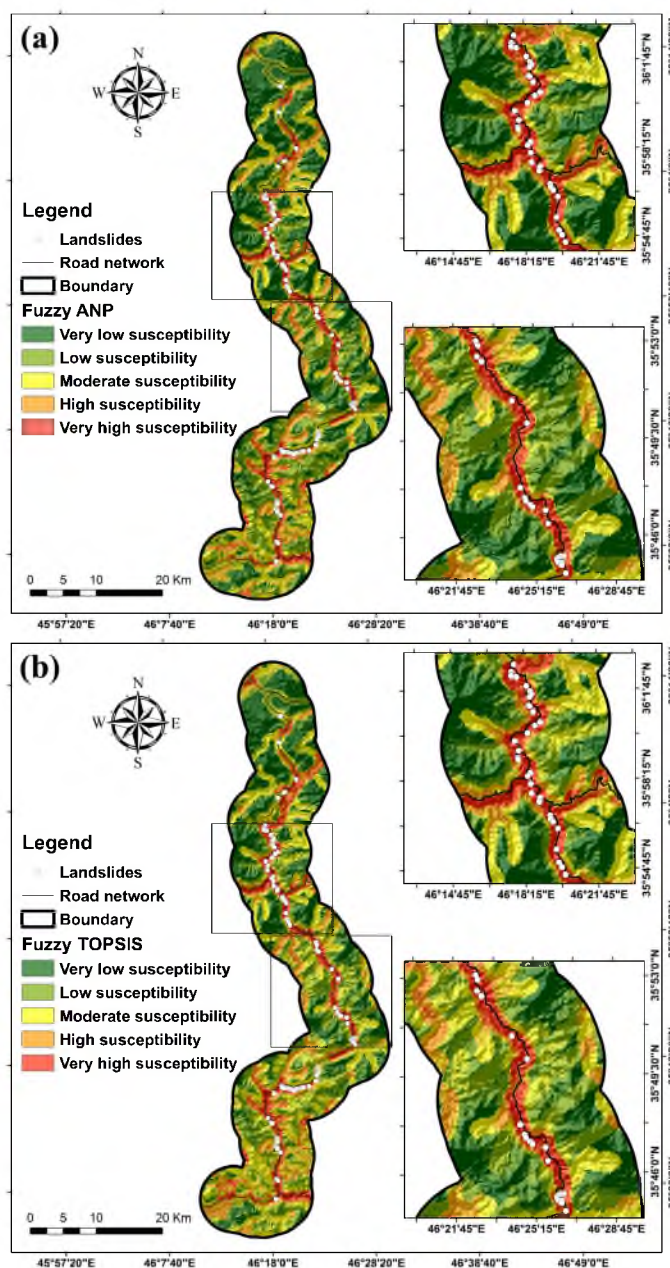 (a)
N
W
E
S
Legend
Landslides
Road network
Boundary
Fuzzy ANP
Very low susceptibility
Low susceptibility
Moderate susceptibility
High susceptibility
Very high susceptibility
0 5 10 20 Km
36°1'45"N
35°58'15"N
35°54'45"N
46°14'45"E 46°18'15"E 46°21'45"E
35°53'0"N
35°49'30"N
35°46'0"N
46°21'45"E 46°25'15"E 46°28'45"E
45°57'20"E 46°7'40"E 46°18'0"E 46°28'20"E 46°38'40"E 46°49'0"E
(b)
N
W
E
S
Legend
Landslides
Road network
Boundary
Fuzzy TOPSIS
Very low susceptibility
Low susceptibility
Moderate susceptibility
High susceptibility
Very high susceptibility
0 5 10 20 Km
36°1'45"N
35°58'15"N
35°54'45"N
46°14'45"E 46°18'15"E 46°21'45"E
35°53'0"N
35°49'30"N
35°46'0"N
46°21'45"E 46°25'15"E 46°28'45"E
45°57'20"E 46°7'40"E 46°18'0"E 46°28'20"E 46°38'40"E 46°49'0"E